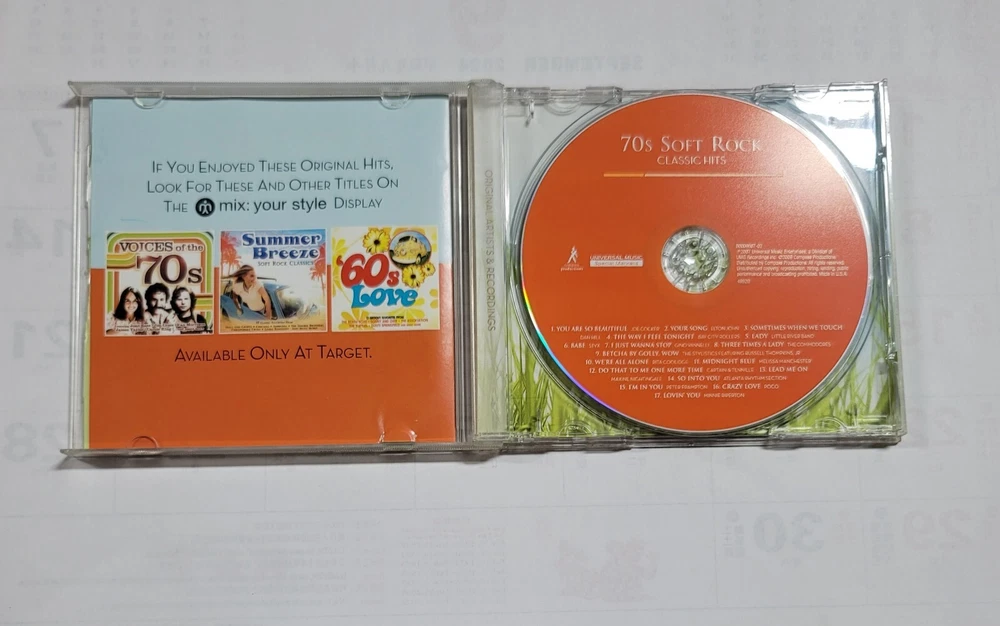 IF YOU ENJOYED THESE ORIGINAL HITS,
LOOK FOR THESE AND OTHER TITLES ON
THE mix: your style DISPLAY
VOICES of the
70s
Summer
Breeze
SOFT ROCK CLASSICS
'60s
Love
AVAILABLE ONLY AT TARGET.
ORIGINAL ARTISTS & RECORDINGS
70s SOFT ROCK
CLASSIC HITS
UNIVERSAL MUSIC
1. YOU ARE SO BEAUTIFUL JOE COCKER 2. YOUR SONG ELTON JOHN 3. SOMETIMES WHEN WE TOUCH
DAN HILL 4. THE WAY I FEEL TONIGHT BAY CITY ROLLERS 5. LADY LITTLE RIVER BAND
6. BABE STYX 7. I JUST WANNA STOP GINO VANNELLI 8. THREE TIMES A LADY THE COMMODORES
9. BETCHA BY GOLLY, WOW THE STYLISTICS FEATURING RUSSELL THOMPKINS, JR
10. WE'RE ALL ALONE RITA COOLIDGE 11. MIDNIGHT BLUE MELISSA MANCHESTER
12. DO THAT TO ME ONE MORE TIME CAPTAIN & TENNILLE 13. LEAD ME ON
MAXINE NIGHTINGALE 14. SO INTO YOU ATLANTA RHYTHM SECTION
15. I'M IN YOU PETER FRAMPTON 16. CRAZY LOVE POCO
17. LOVIN' YOU MINNIE RIPERTON